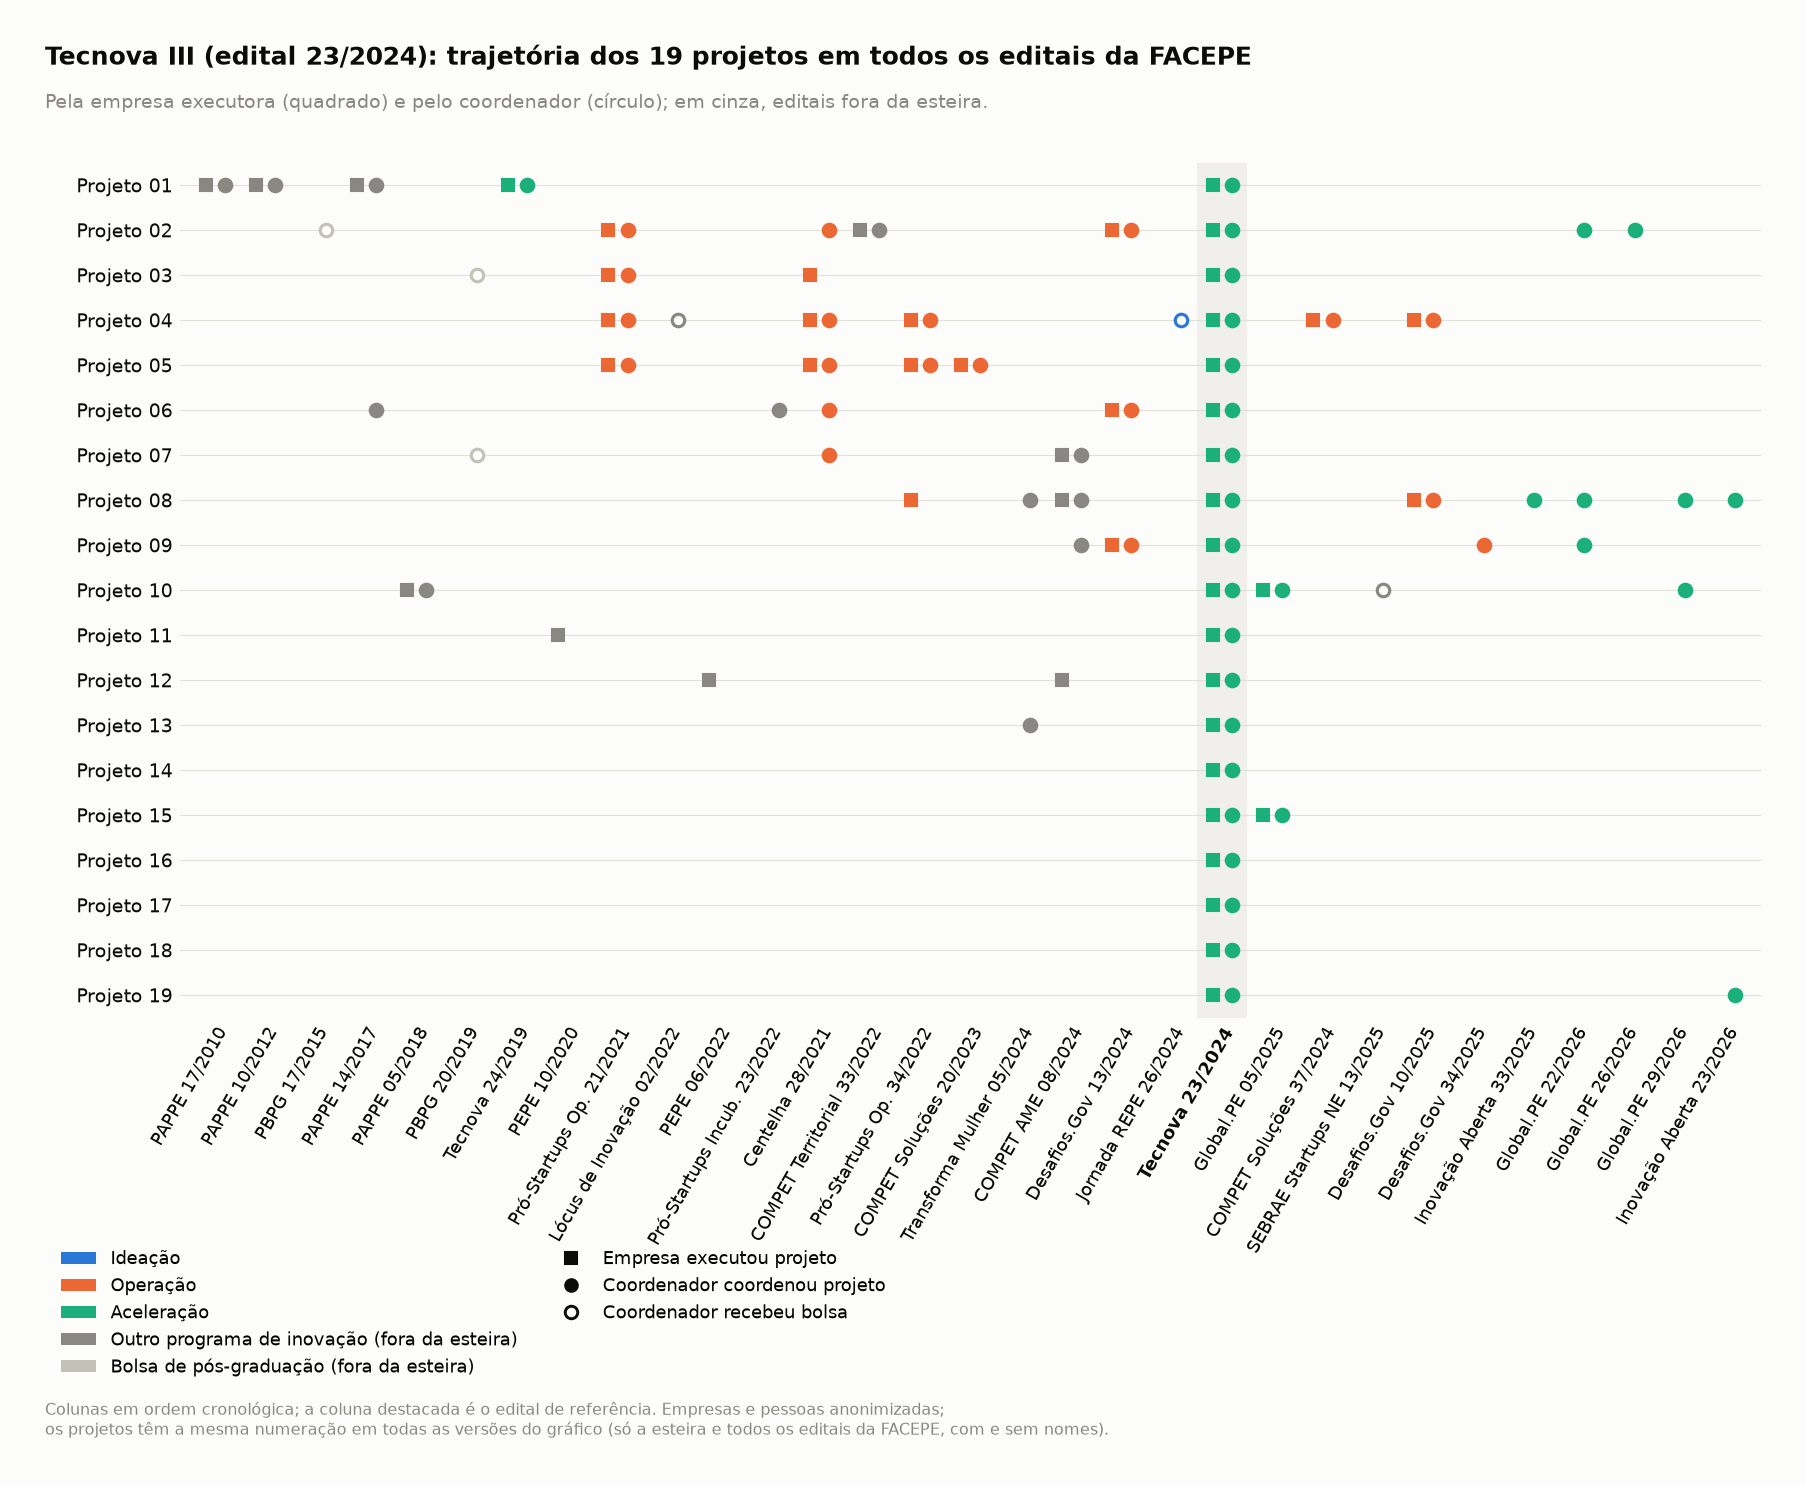 Tecnova III (edital 23/2024): trajetória dos 19 projetos em todos os editais da FACEPE
Pela empresa executora (quadrado) e pelo coordenador (círculo); em cinza, editais fora da esteira.
Projeto 01
Projeto 02
Projeto 03
Projeto 04
Projeto 05
Projeto 06
Projeto 07
Projeto 08
Projeto 09
Projeto 10
Projeto 11
Projeto 12
Projeto 13
Projeto 14
Projeto 15
Projeto 16
Projeto 17
Projeto 18
Projeto 19
PAPPE 17/2010
PAPPE 10/2012
PBPG 17/2015
PAPPE 14/2017
PAPPE 05/2018
PBPG 20/2019
Tecnova 24/2019
PEPE 10/2020
Pró-Startups Op. 21/2021
Lócus de Inovação 02/2022
PEPE 06/2022
Pró-Startups Incub. 23/2022
Centelha 28/2021
COMPET Territorial 33/2022
Pró-Startups Op. 34/2022
COMPET Soluções 20/2023
Transforma Mulher 05/2024
COMPET AME 08/2024
Desafios.Gov 13/2024
Jornada REPE 26/2024
Tecnova 23/2024
Global.PE 05/2025
COMPET Soluções 37/2024
SEBRAE Startups NE 13/2025
Desafios.Gov 10/2025
Desafios.Gov 34/2025
Inovação Aberta 33/2025
Global.PE 22/2026
Global.PE 26/2026
Global.PE 29/2026
Inovação Aberta 23/2026
Ideação
Operação
Aceleração
Outro programa de inovação (fora da esteira)
Bolsa de pós-graduação (fora da esteira)
Empresa executou projeto
Coordenador coordenou projeto
Coordenador recebeu bolsa
Colunas em ordem cronológica; a coluna destacada é o edital de referência. Empresas e pessoas anonimizadas;
os projetos têm a mesma numeração em todas as versões do gráfico (só a esteira e todos os editais da FACEPE, com e sem nomes).